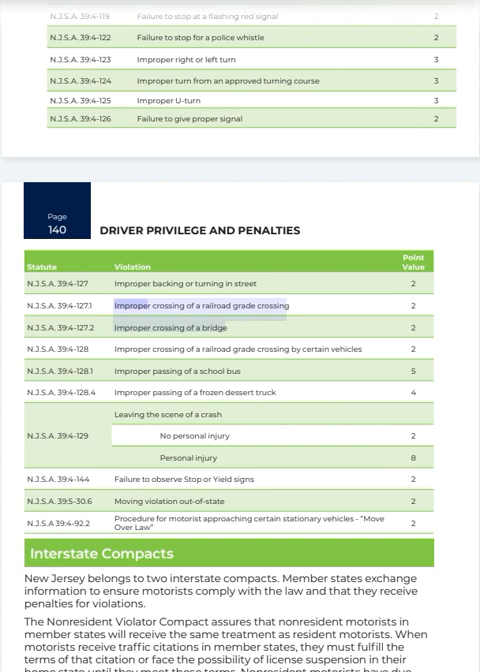 N.J.S.A. 39:4-119 Failure to stop at a flashing red signal 2
N.J.S.A. 39:4-122 Failure to stop for a police whistle 2
N.J.S.A. 39:4-123 Improper right or left turn 3
N.J.S.A. 39:4-124 Improper turn from an approved turning course 3
N.J.S.A. 39:4-125 Improper U-turn 3
N.J.S.A. 39:4-126 Failure to give proper signal 2
Page
140
DRIVER PRIVILEGE AND PENALTIES
Statute Violation Point Value
N.J.S.A. 39:4-127 Improper backing or turning in street 2
N.J.S.A. 39:4-127.1 Improper crossing of a railroad grade crossing 2
N.J.S.A. 39:4-127.2 Improper crossing of a bridge 2
N.J.S.A. 39:4-128 Improper crossing of a railroad grade crossing by certain vehicles 2
N.J.S.A. 39:4-128.1 Improper passing of a school bus 5
N.J.S.A. 39:4-128.4 Improper passing of a frozen dessert truck 4
Leaving the scene of a crash
N.J.S.A. 39:4-129 No personal injury 2
Personal injury 8
N.J.S.A. 39:4-144 Failure to observe Stop or Yield signs 2
N.J.S.A. 39:5-30.6 Moving violation out-of-state 2
N.J.S.A 39:4-92.2 Procedure for motorist approaching certain stationary vehicles - "Move 2
Over Law"
Interstate Compacts
New Jersey belongs to two interstate compacts. Member states exchange
information to ensure motorists comply with the law and that they receive
penalties for violations.
The Nonresident Violator Compact assures that nonresident motorists in
member states will receive the same treatment as resident motorists. When
motorists receive traffic citations in member states, they must fulfill the
terms of that citation or face the possibility of license suspension in their
home state until they meet these terms. Nonresident motorists have due